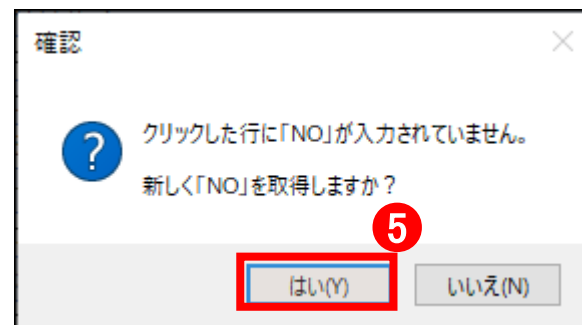 確認
クリックした行に「NO」が入力されていません。
新しく「NO」を取得しますか？
5
はい(Y)
いいえ(N)